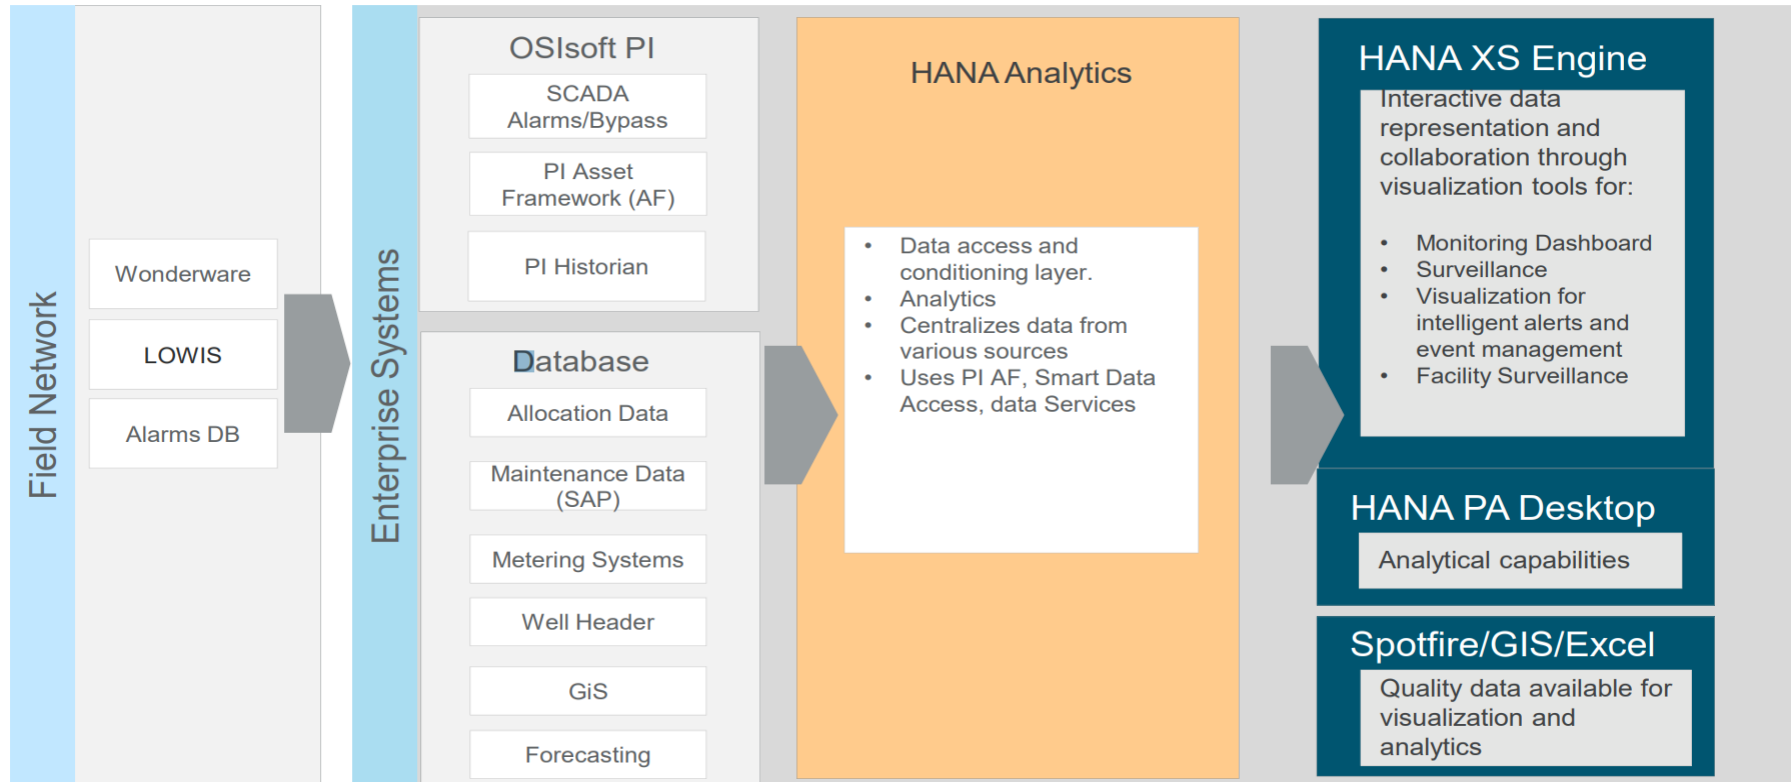 Field Network
Wonderware
LOWIS
Alarms DB
Enterprise Systems
OSIsoft PI
SCADA
Alarms/Bypass
PI Asset
Framework (AF)
PI Historian
Database
Allocation Data
Maintenance Data
(SAP)
Metering Systems
Well Header
GiS
Forecasting
HANA Analytics
• Data access and
conditioning layer.
• Analytics
• Centralizes data from
various sources
• Uses PI AF, Smart Data
Access, data Services
HANA XS Engine
Interactive data
representation and
collaboration through
visualization tools for:
• Monitoring Dashboard
• Surveillance
• Visualization for
intelligent alerts and
event management
• Facility Surveillance
HANA PA Desktop
Analytical capabilities
Spotfire/GIS/Excel
Quality data available for
visualization and
analytics